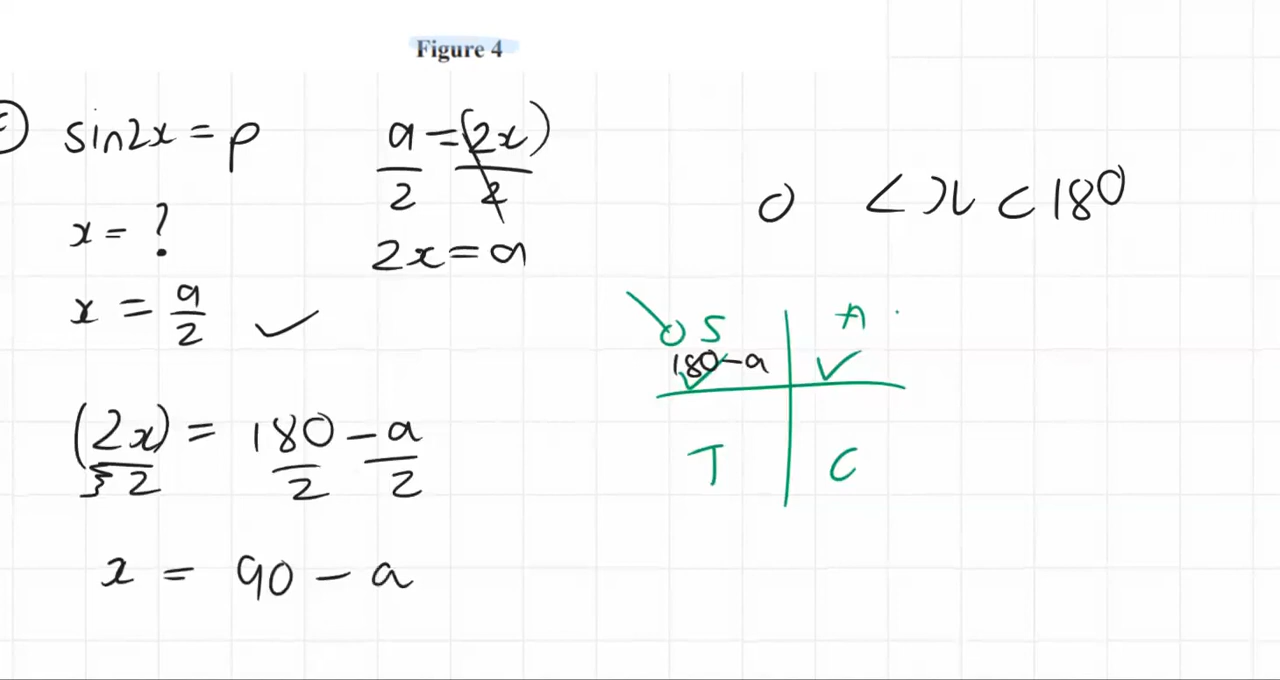 Figure 4
sin2x = p
x = ?
x = a/2 ✓
a/2 = (2x)/2
2x = a
0 < x < 180
S A
180-a ✓
T C
(2x)/2 = 180/2 - a/2
x = 90 - a